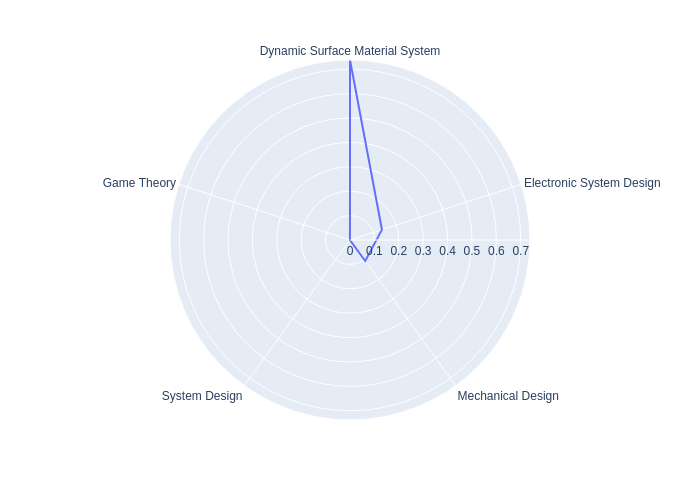 Dynamic Surface Material System
Game Theory
Electronic System Design
0 0.1 0.2 0.3 0.4 0.5 0.6 0.7
System Design
Mechanical Design